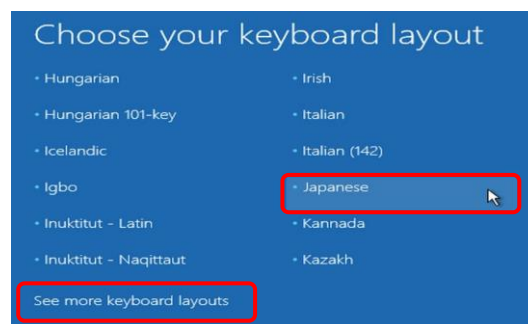 Choose your keyboard layout
• Hungarian
• Hungarian 101-key
• Icelandic
• Igbo
• Inuktitut - Latin
• Inuktitut - Naqittaut
See more keyboard layouts
• Irish
• Italian
• Italian (142)
• Japanese
• Kannada
• Kazakh